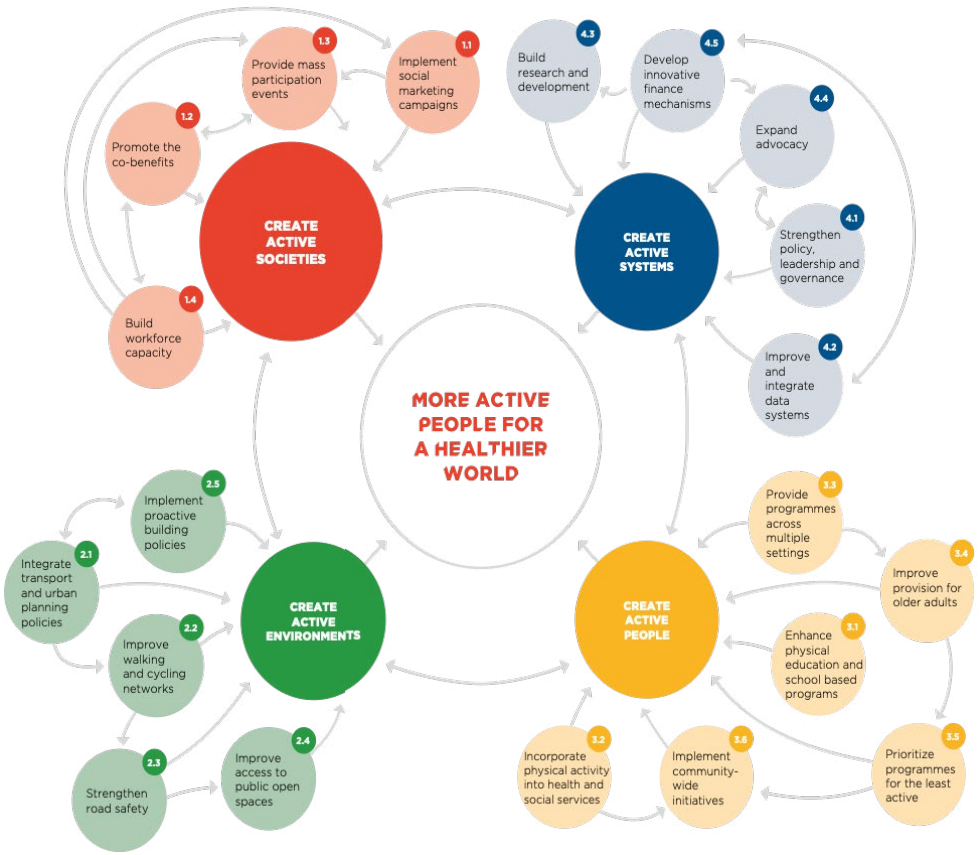 1.3
Provide mass
participation
events
1.1
Implement
social
marketing
campaigns
1.2
Promote the
co-benefits
1.4
Build
workforce
capacity
CREATE
ACTIVE
SOCIETIES
4.3
Build
research and
development
4.5
Develop
innovative
finance
mechanisms
4.4
Expand
advocacy
4.1
Strengthen
policy,
leadership and
governance
4.2
Improve
and
integrate
data
systems
CREATE
ACTIVE
SYSTEMS
MORE ACTIVE
PEOPLE FOR
A HEALTHIER
WORLD
2.5
Implement
proactive
building
policies
2.1
Integrate
transport
and urban
planning
policies
2.2
Improve
walking
and cycling
networks
2.3
Strengthen
road safety
2.4
Improve
access to
public open
spaces
CREATE
ACTIVE
ENVIRONMENTS
3.3
Provide
programmes
across
multiple
settings
3.4
Improve
provision for
older adults
3.1
Enhance
physical
education and
school based
programs
3.5
Prioritize
programmes
for the least
active
3.6
Implement
community-
wide
initiatives
3.2
Incorporate
physical activity
into health and
social services
CREATE
ACTIVE
PEOPLE